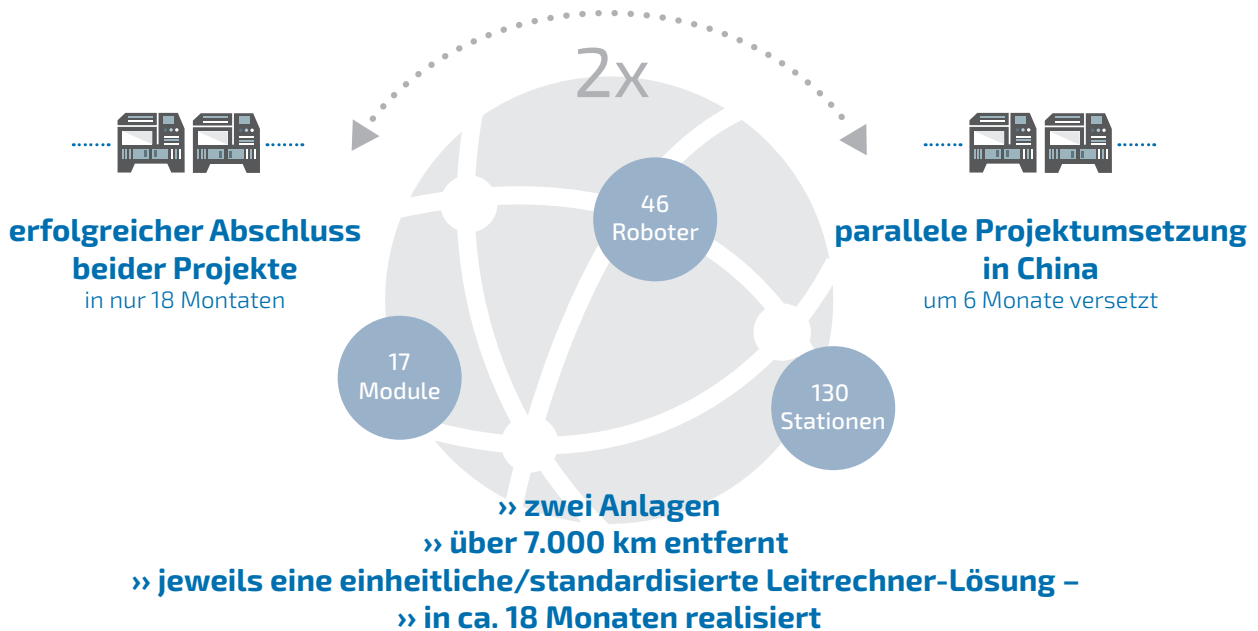 2x
erfolgreicher Abschluss
beider Projekte
in nur 18 Montaten
46
Roboter
parallele Projektumsetzung
in China
um 6 Monate versetzt
17
Module
130
Stationen
›› zwei Anlagen
›› über 7.000 km entfernt
›› jeweils eine einheitliche/standardisierte Leitrechner-Lösung –
›› in ca. 18 Monaten realisiert